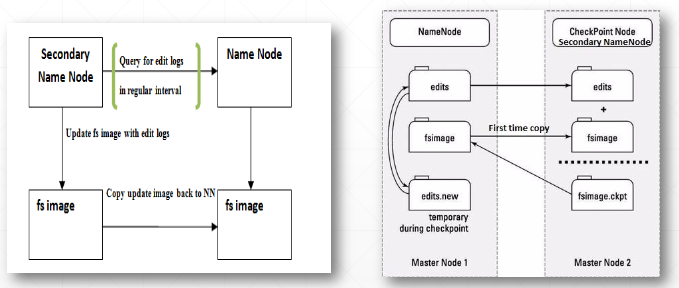 Secondary
Name Node
Query for edit logs
in regular interval
Name Node
Update fs image with edit logs
fs image
Copy update image back to NN
fs image
NameNode
CheckPoint Node
Secondary NameNode
edits
edits
+
fsimage
First time copy
fsimage
edits.new
fsimage.ckpt
temporary
during checkpoint
Master Node 1
Master Node 2